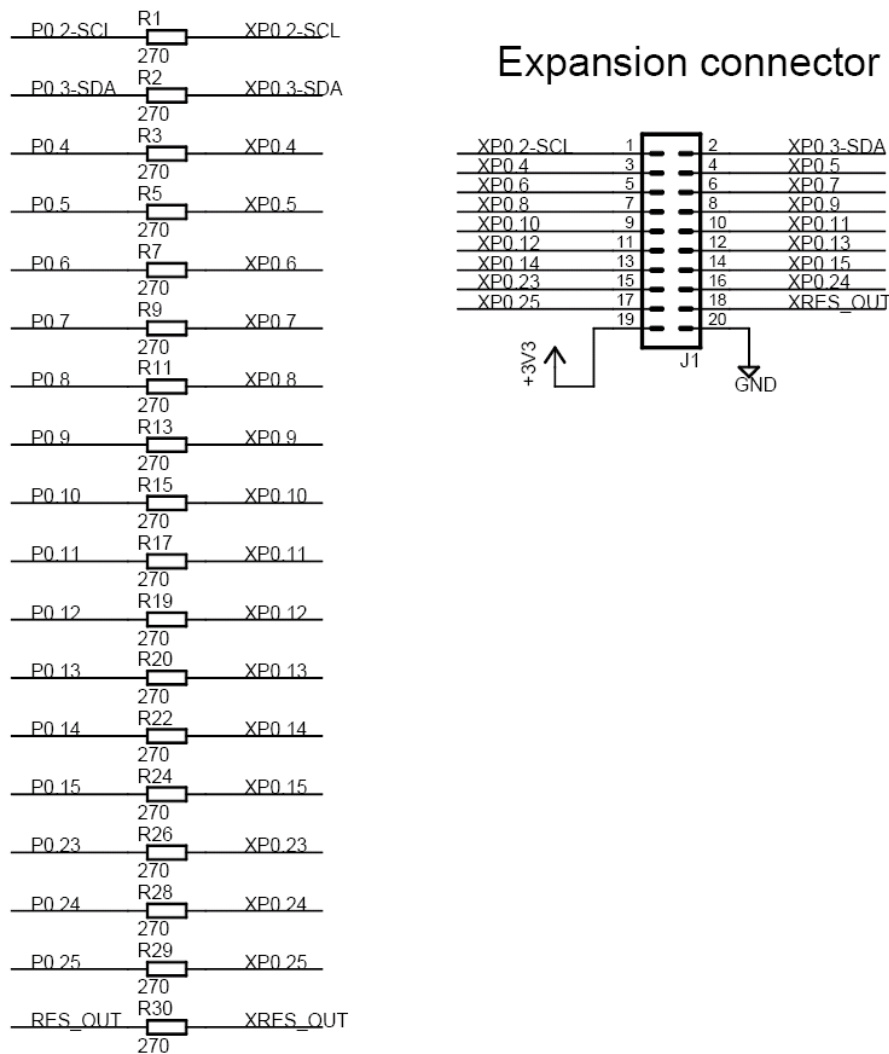 R1
P0.2-SCL XP0.2-SCL
270
R2
P0.3-SDA XP0.3-SDA
270
R3
P0.4 XP0.4
270
R5
P0.5 XP0.5
270
R7
P0.6 XP0.6
270
R9
P0.7 XP0.7
270
R11
P0.8 XP0.8
270
R13
P0.9 XP0.9
270
R15
P0.10 XP0.10
270
R17
P0.11 XP0.11
270
R19
P0.12 XP0.12
270
R20
P0.13 XP0.13
270
R22
P0.14 XP0.14
270
R24
P0.15 XP0.15
270
R26
P0.23 XP0.23
270
R28
P0.24 XP0.24
270
R29
P0.25 XP0.25
270
R30
RES_OUT XRES_OUT
270
Expansion connector
XP0.2-SCL 1 2 XP0.3-SDA
XP0.4 3 4 XP0.5
XP0.6 5 6 XP0.7
XP0.8 7 8 XP0.9
XP0.10 9 10 XP0.11
XP0.12 11 12 XP0.13
XP0.14 13 14 XP0.15
XP0.23 15 16 XP0.24
XP0.25 17 18 XRES_OUT
19 20
+3V3
J1
GND